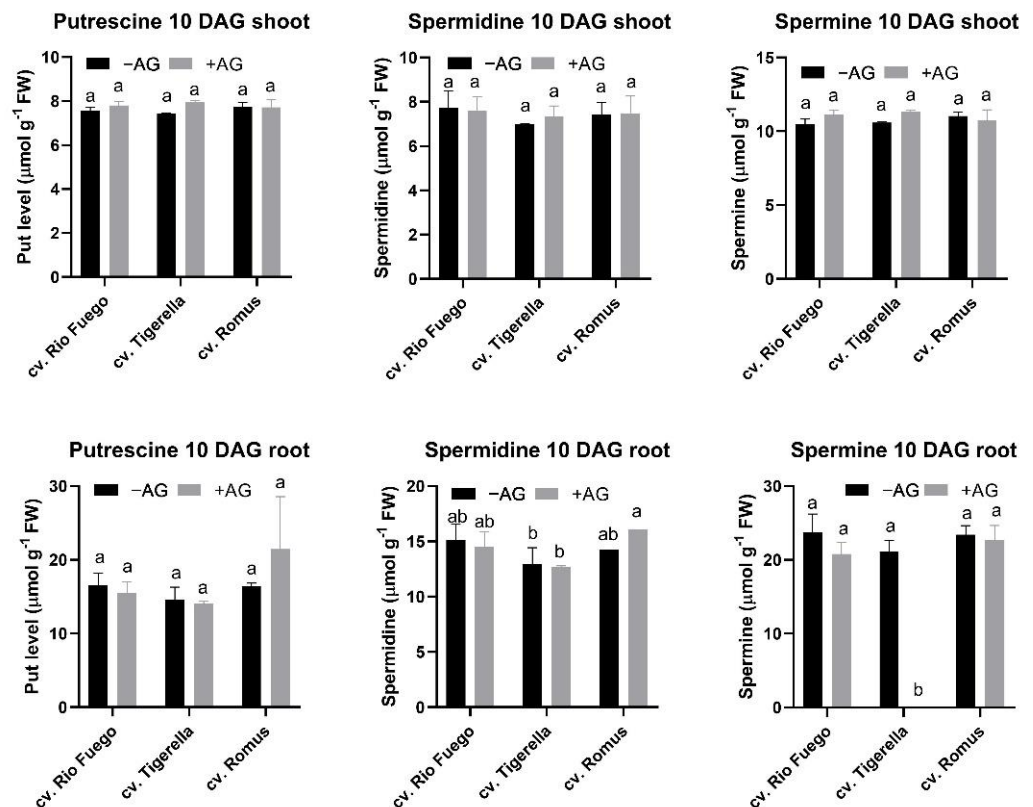 Putrescine 10 DAG shoot
−AG +AG
Put level (μmol g-1 FW)
10
8
6
4
2
0
a a a a a a
cv. Rio Fuego
cv. Tigerella
cv. Romus
Spermidine 10 DAG shoot
−AG +AG
Spermidine (μmol g-1 FW)
10
8
6
4
2
0
a a a a a a
cv. Rio Fuego
cv. Tigerella
cv. Romus
Spermine 10 DAG shoot
−AG +AG
Spermine (μmol g-1 FW)
15
10
5
0
a a a a a a
cv. Rio Fuego
cv. Tigerella
cv. Romus
Putrescine 10 DAG root
−AG +AG
Put level (μmol g-1 FW)
30
20
10
0
a a a a a a
cv. Rio Fuego
cv. Tigerella
cv. Romus
Spermidine 10 DAG root
−AG +AG
Spermidine (μmol g-1 FW)
20
15
10
5
0
ab ab b b ab a
cv. Rio Fuego
cv. Tigerella
cv. Romus
Spermine 10 DAG root
−AG +AG
Spermine (μmol g-1 FW)
30
20
10
0
a a a b a a
cv. Rio Fuego
cv. Tigerella
cv. Romus